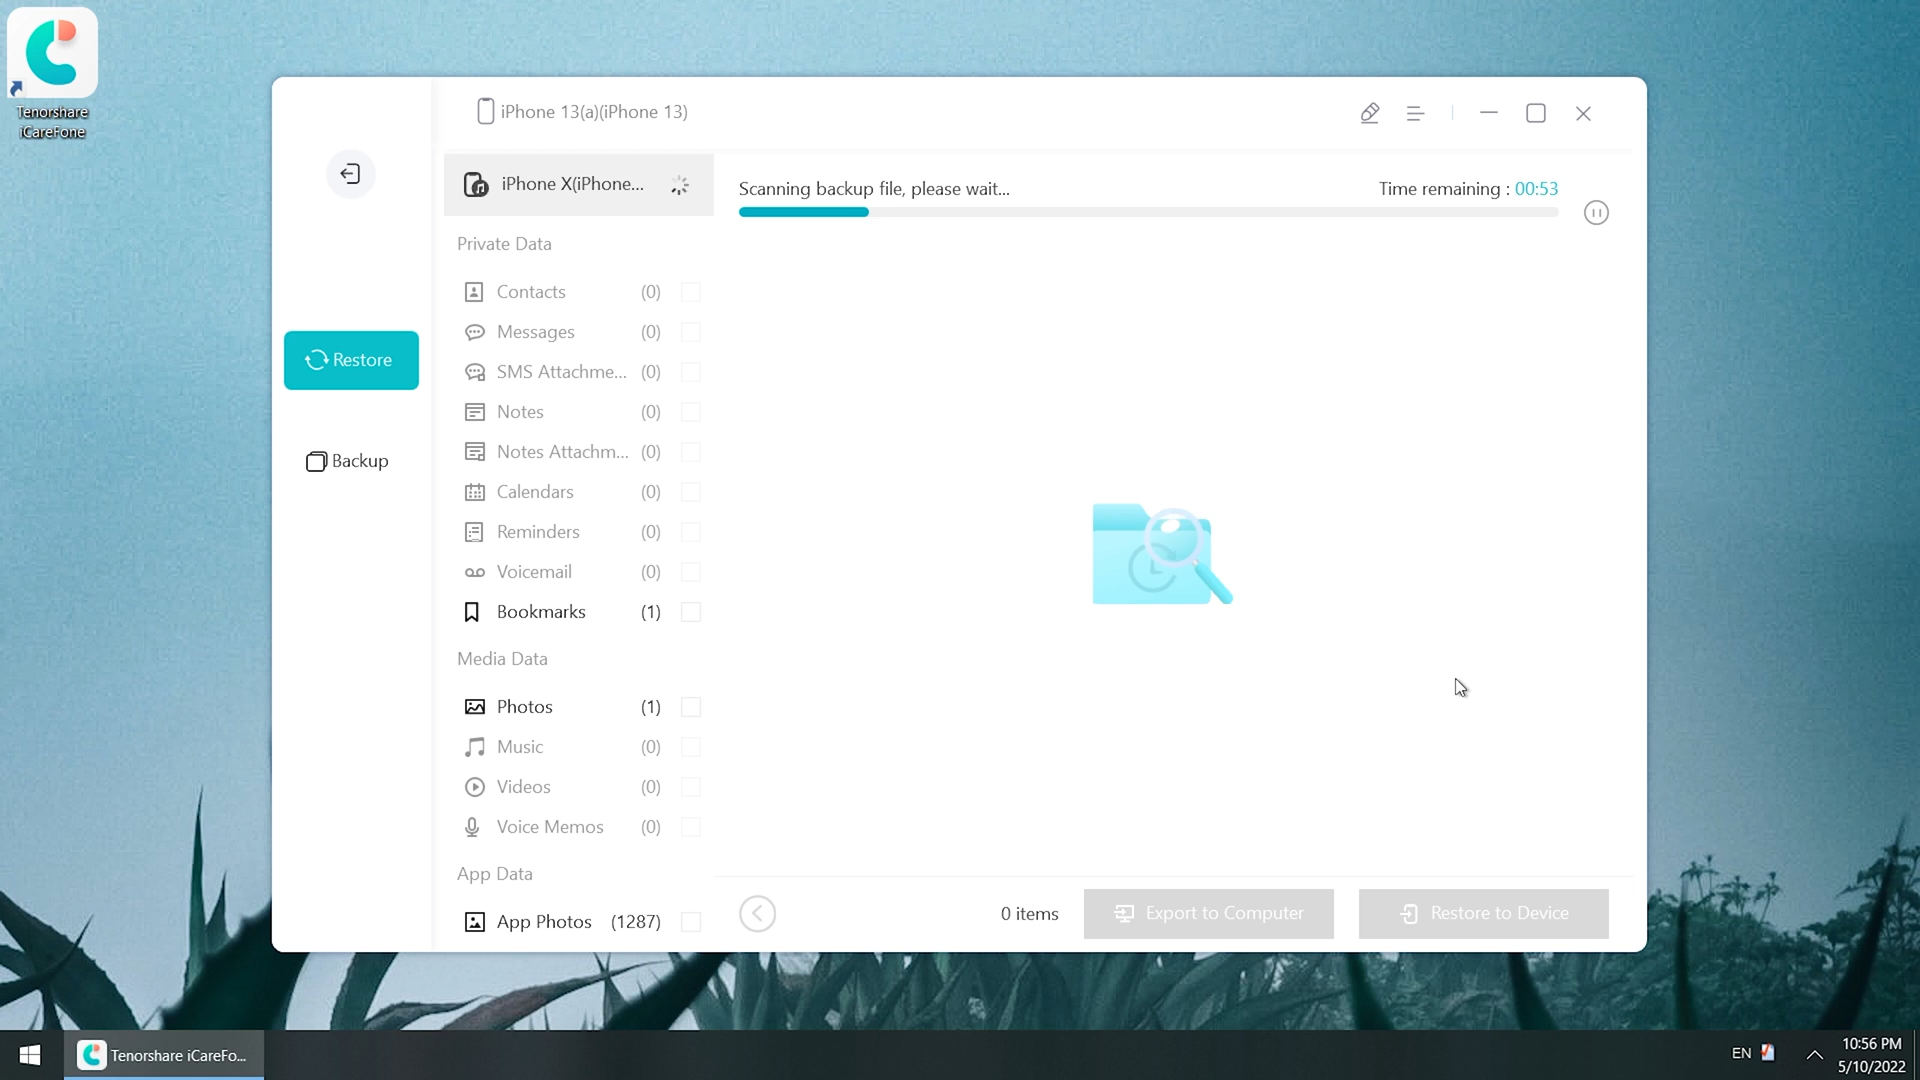 Tenorshare
iCareFone
iPhone 13(a)(iPhone 13)
iPhone X(iPhone...
Scanning backup file, please wait...
Time remaining : 00:53
Private Data
Contacts (0)
Messages (0)
SMS Attachme... (0)
Notes (0)
Notes Attachm... (0)
Calendars (0)
Reminders (0)
Voicemail (0)
Bookmarks (1)
Restore
Backup
Media Data
Photos (1)
Music (0)
Videos (0)
Voice Memos (0)
App Data
App Photos (1287)
0 items
Export to Computer
Restore to Device
Tenorshare iCareFo...
EN
10:56 PM
5/10/2022